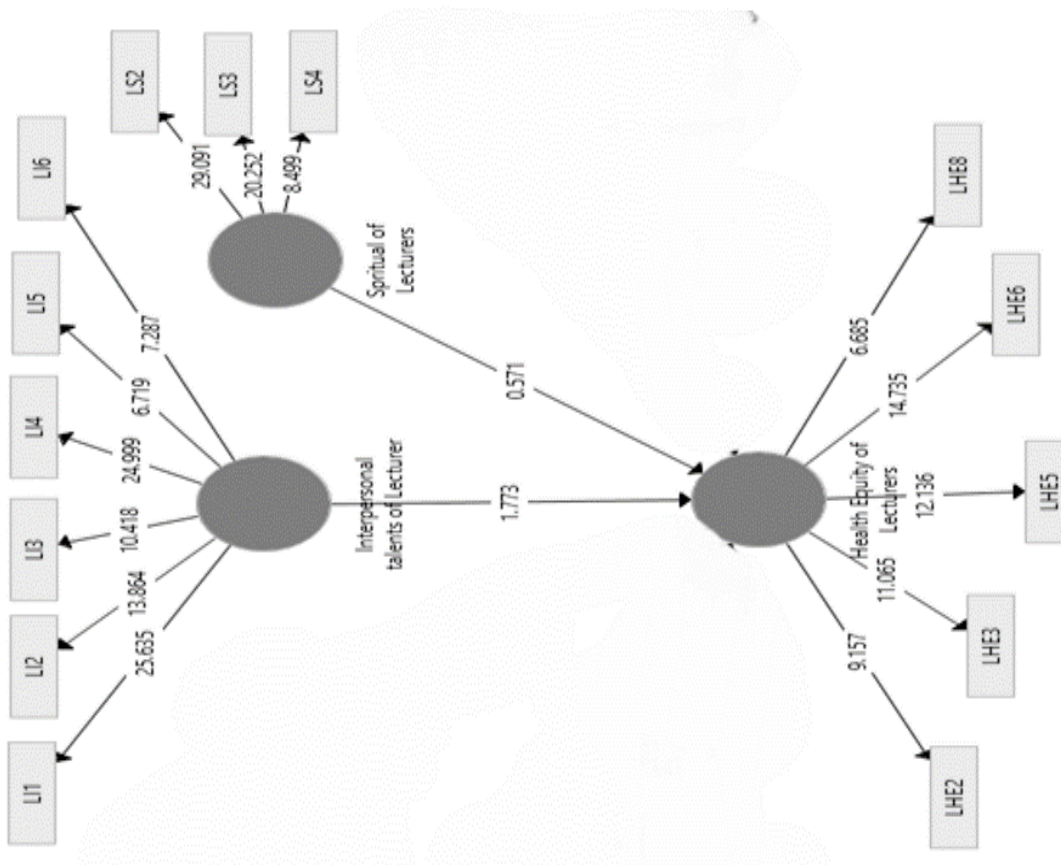 LI1
LI2
LI3
LI4
LI5
LI6
25.635
13.864
10.418
24.999
6.719
7.287
Interpersonal
talents of Lecturer
LS2
LS3
LS4
29.091
20.252
8.499
Spritual of
Lecturers
1.773
0.571
Health Equity of
Lecturers
9.157
11.065
12.136
14.735
6.685
LHE2
LHE3
LHE5
LHE6
LHE8